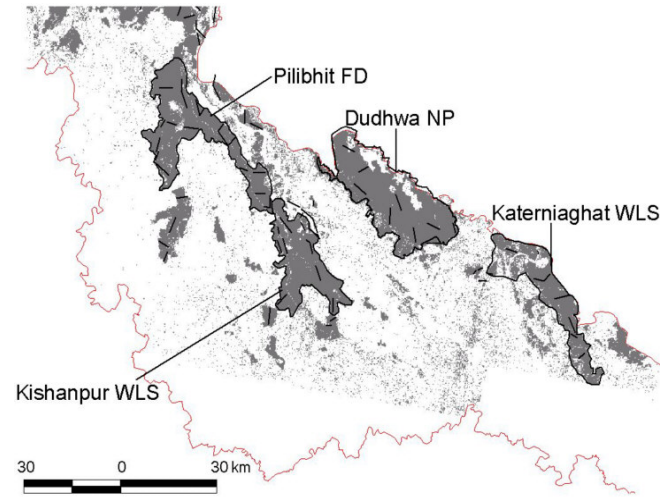 Pilibhit FD
Dudhwa NP
Katerniaghat WLS
Kishanpur WLS
30 0 30 km